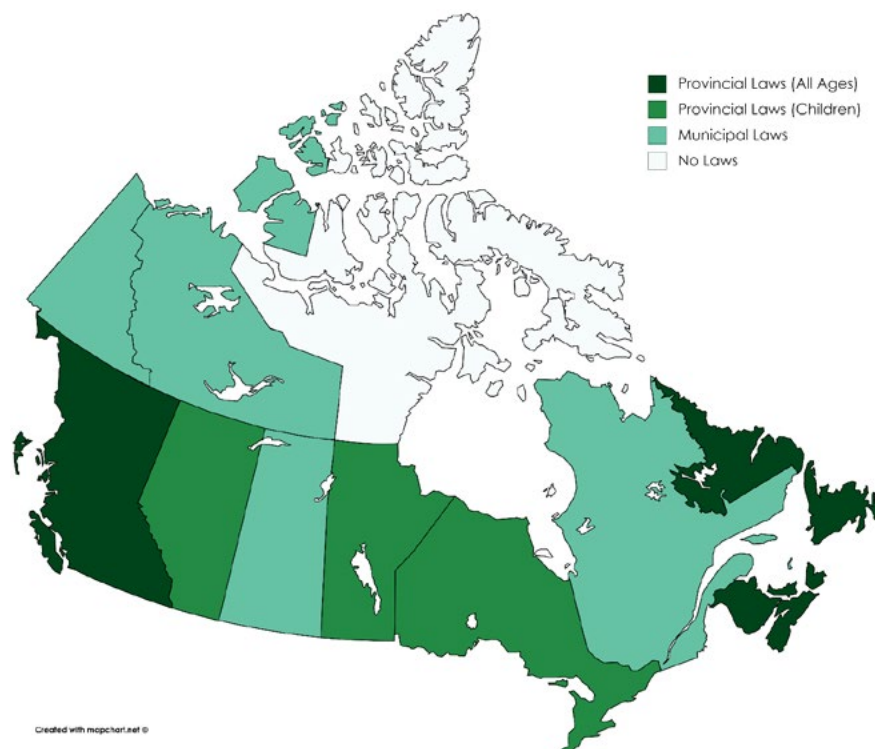 Provincial Laws (All Ages)
Provincial Laws (Children)
Municipal Laws
No Laws
Created with mapchart.net ©